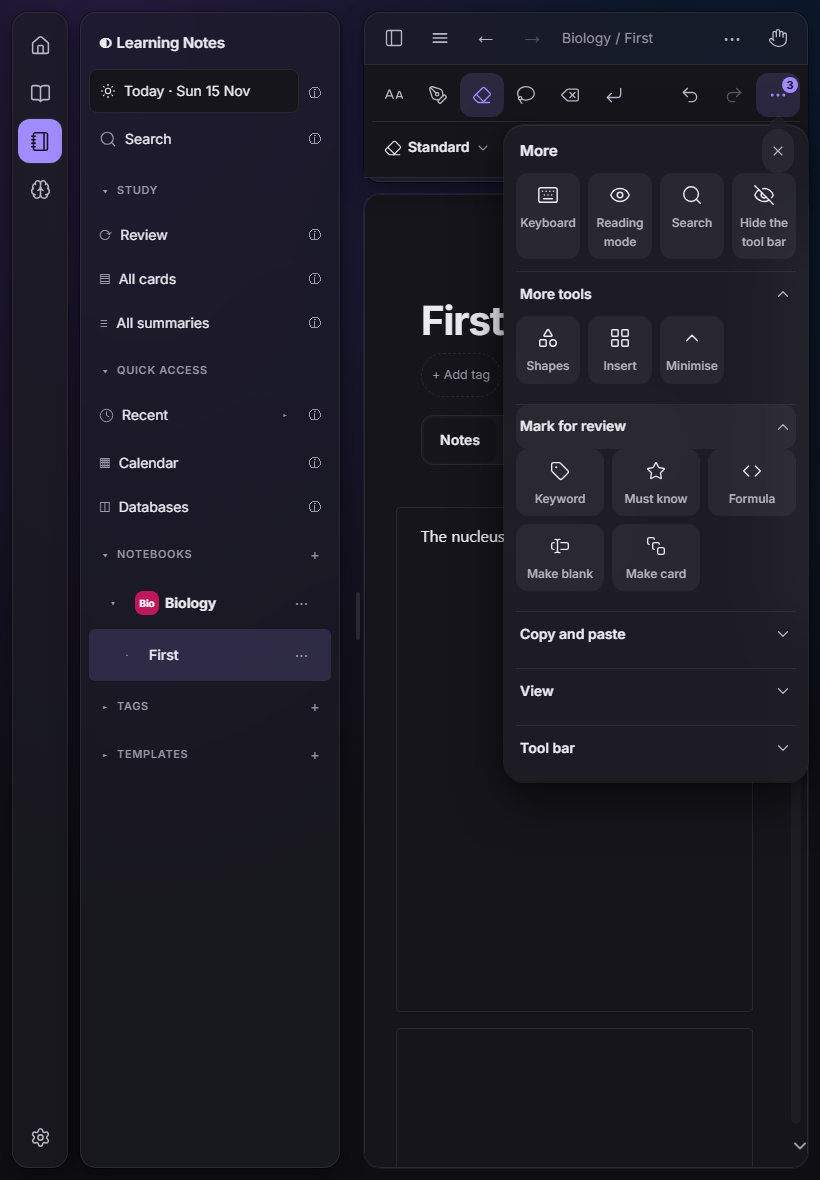 Learning Notes
Today · Sun 15 Nov
Search
STUDY
Review
All cards
All summaries
QUICK ACCESS
Recent
Calendar
Databases
NOTEBOOKS
Bio Biology
First
TAGS
TEMPLATES
Biology / First
AA
3
Standard
First
+ Add tag
Notes
The nucleus
More
Keyboard
Reading mode
Search
Hide the tool bar
More tools
Shapes
Insert
Minimise
Mark for review
Keyword
Must know
Formula
Make blank
Make card
Copy and paste
View
Tool bar